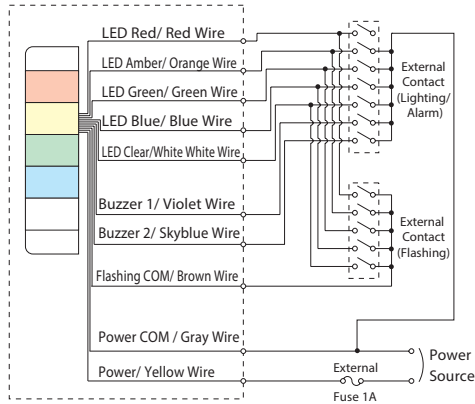 LED Red/ Red Wire
LED Amber/ Orange Wire
LED Green/ Green Wire
LED Blue/ Blue Wire
LED Clear/White White Wire
Buzzer 1/ Violet Wire
Buzzer 2/ Skyblue Wire
Flashing COM/ Brown Wire
Power COM / Gray Wire
Power/ Yellow Wire
External
Contact
(Lighting/
Alarm)
External
Contact
(Flashing)
External
Fuse 1A
Power
Source